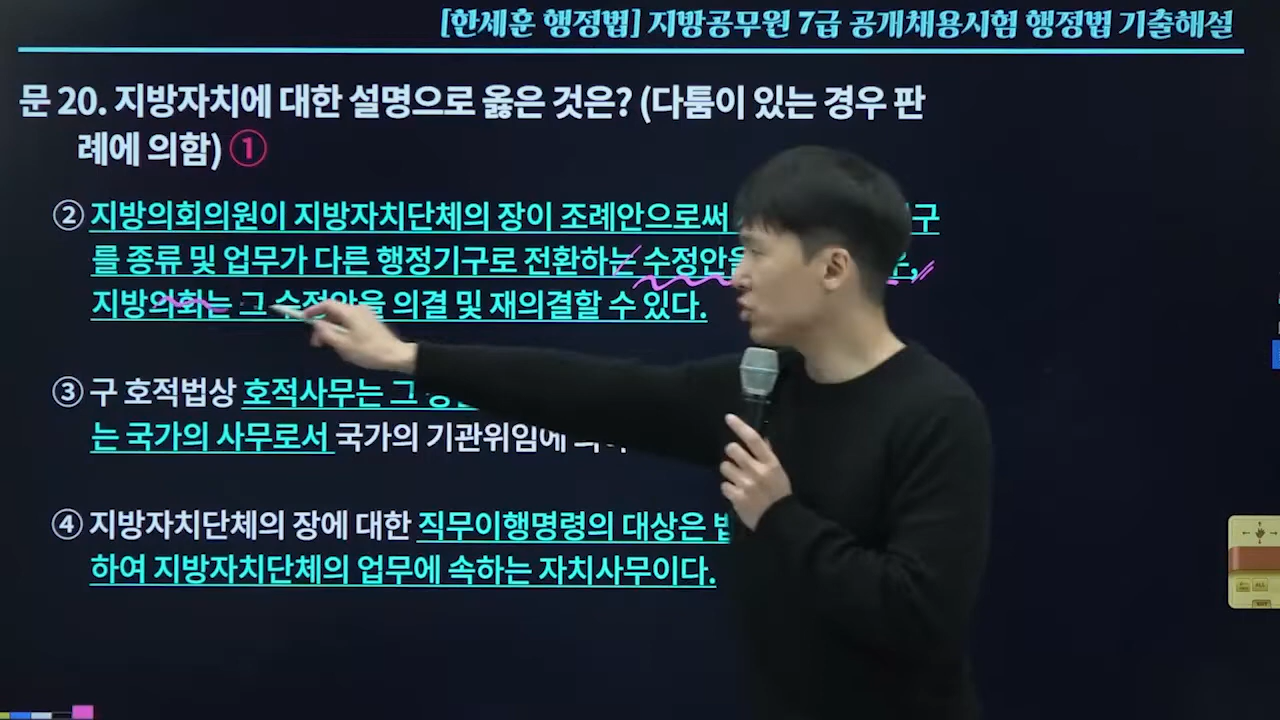 [한세훈 행정법] 지방공무원 7급 공개채용시험 행정법 기출해설
문 20. 지방자치에 대한 설명으로 옳은 것은? (다툼이 있는 경우 판
례에 의함) ①
② 지방의회의원이 지방자치단체의 장이 조례안으로써
를 종류 및 업무가 다른 행정기구로 전환하는 수정안을
지방의회는 그 수정안을 의결 및 재의결할 수 있다.
③ 구 호적법상 호적사무는 그
는 국가의 사무로서 국가의 기관위임에
④ 지방자치단체의 장에 대한 직무이행명령의 대상은
하여 지방자치단체의 업무에 속하는 자치사무이다.
ALL